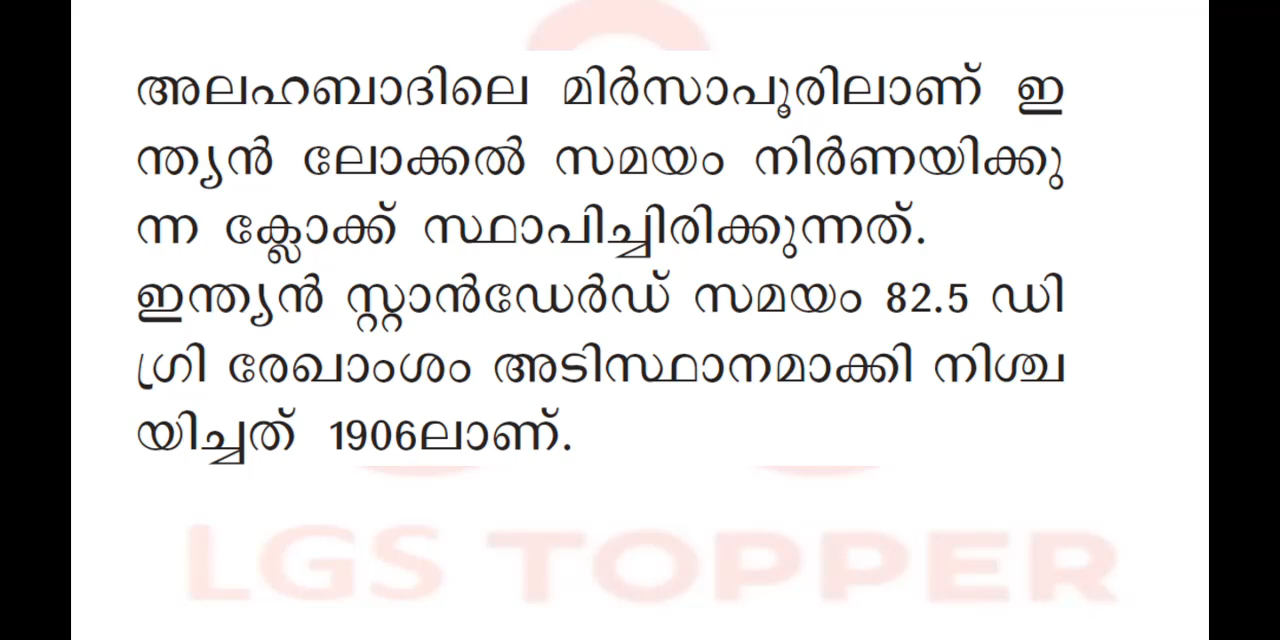 അലഹബാദിലെ മിർസാപൂരിലാണ് ഇ
ന്ത്യൻ ലോക്കൽ സമയം നിർണയിക്കു
ന്ന ക്ലോക്ക് സ്ഥാപിച്ചിരിക്കുന്നത്.
ഇന്ത്യൻ സ്റ്റാൻഡേർഡ് സമയം 82.5 ഡി
ഗ്രി രേഖാംശം അടിസ്ഥാനമാക്കി നിശ്ച
യിച്ചത് 1906ലാണ്.
LGS TOPPER